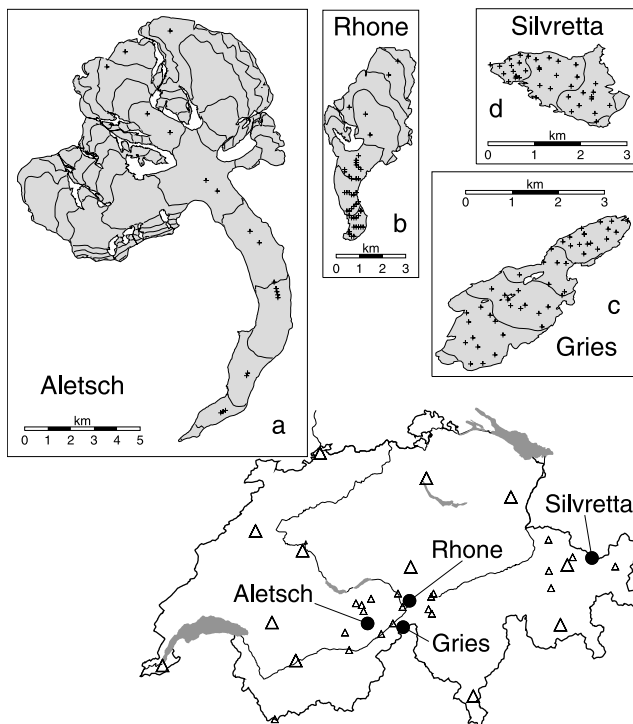 Aletsch
km
0 1 2 3 4 5
a
Rhone
b
km
0 1 2 3
Silvretta
d
km
0 1 2 3
km
0 1 2 3
c
Gries
Silvretta
Rhone
Aletsch
Gries